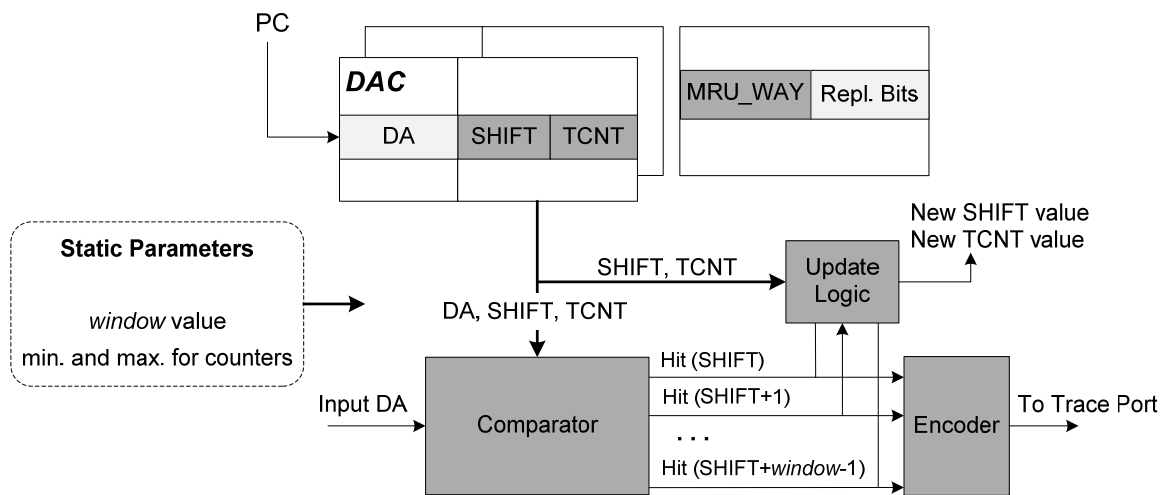 PC
DAC
DA
SHIFT
TCNT
MRU_WAY
Repl. Bits
Static Parameters
window value
min. and max. for counters
SHIFT, TCNT
Update
Logic
New SHIFT value
New TCNT value
DA, SHIFT, TCNT
Input DA
Comparator
Hit (SHIFT)
Hit (SHIFT+1)
. . .
Hit (SHIFT+window-1)
Encoder
To Trace Port